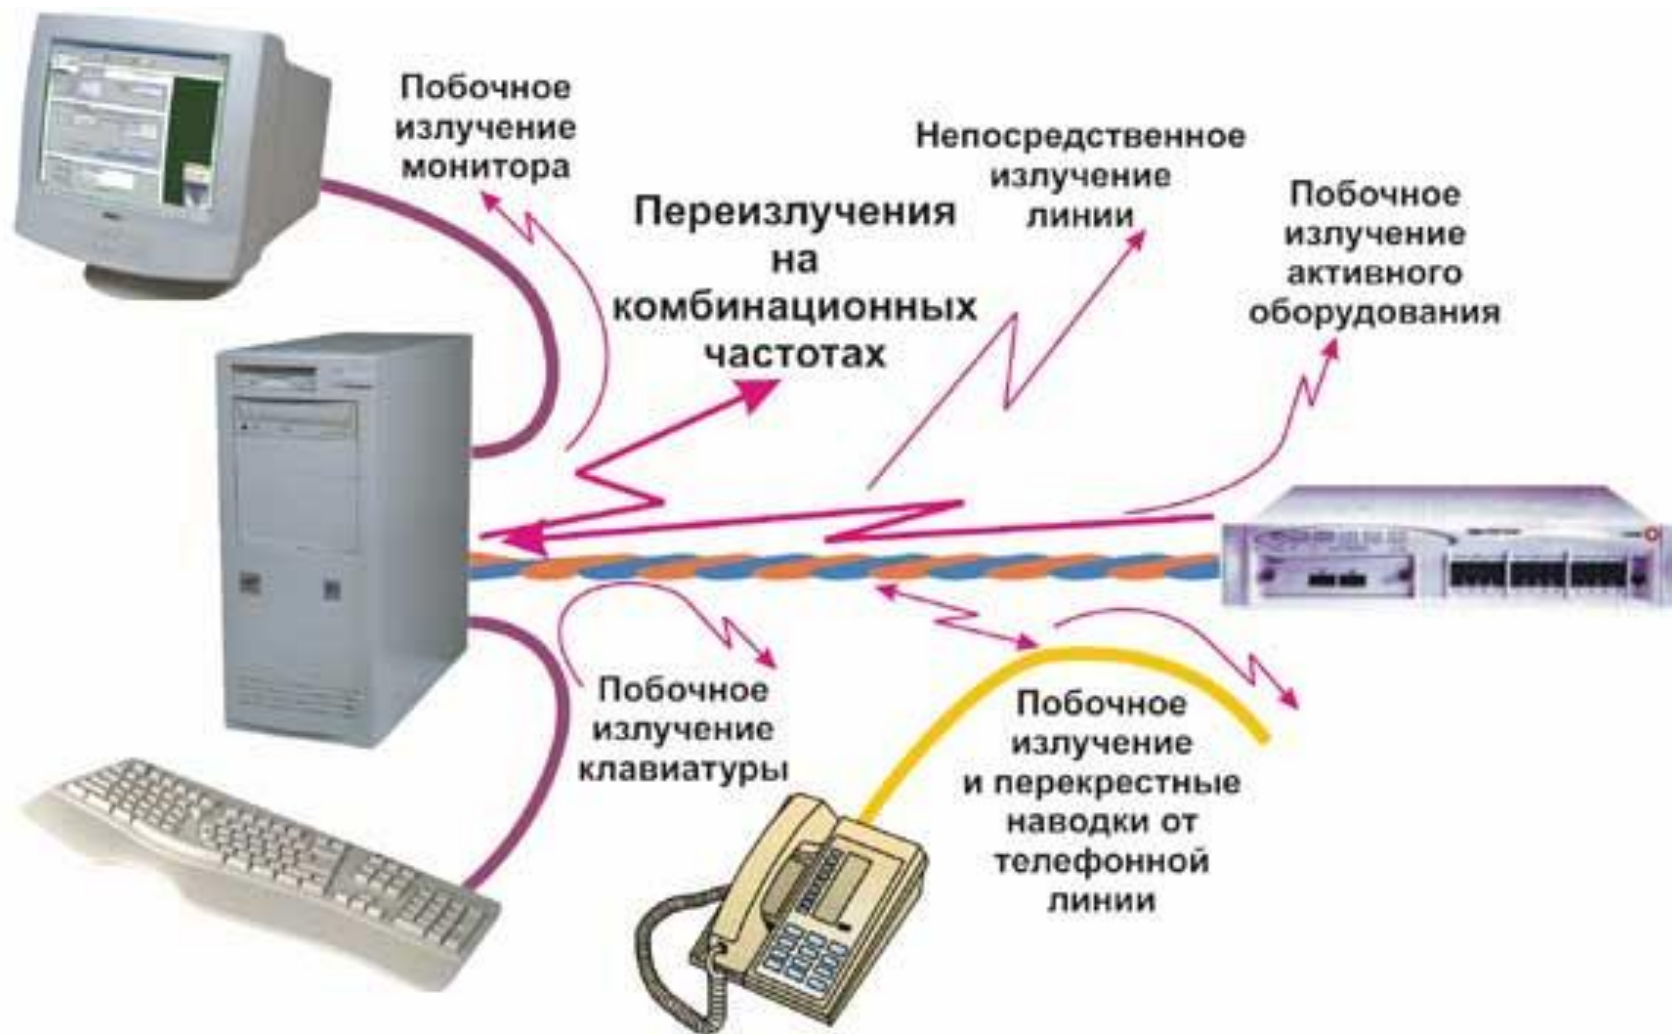 Побочное
излучение
монитора
Переизлучения
на
комбинационных
частотах
Непосредственное
излучение
линии
Побочное
излучение
активного
оборудования
Побочное
излучение
клавиатуры
Побочное
излучение
и перекрестные
наводки от
телефонной
линии